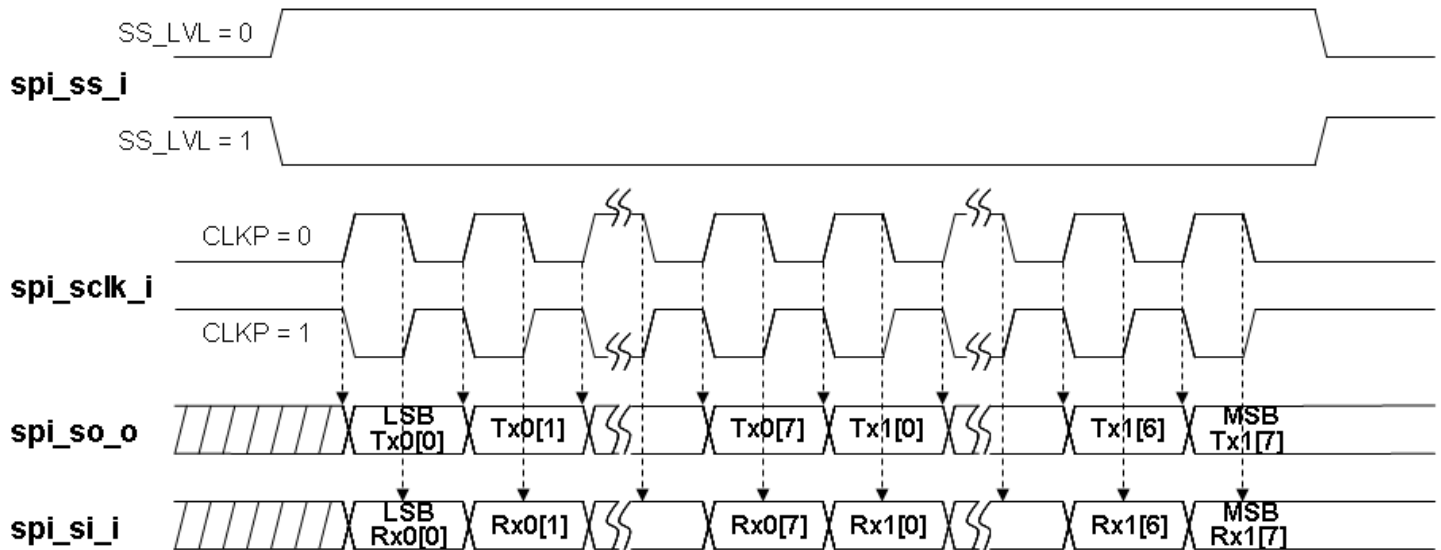 SS_LVL = 0
spi_ss_i
SS_LVL = 1
CLKP = 0
spi_sclk_i
CLKP = 1
spi_so_o
LSB
Tx0[0]
Tx0[1]
Tx0[7]
Tx1[0]
Tx1[6]
MSB
Tx1[7]
spi_si_i
LSB
Rx0[0]
Rx0[1]
Rx0[7]
Rx1[0]
Rx1[6]
MSB
Rx1[7]